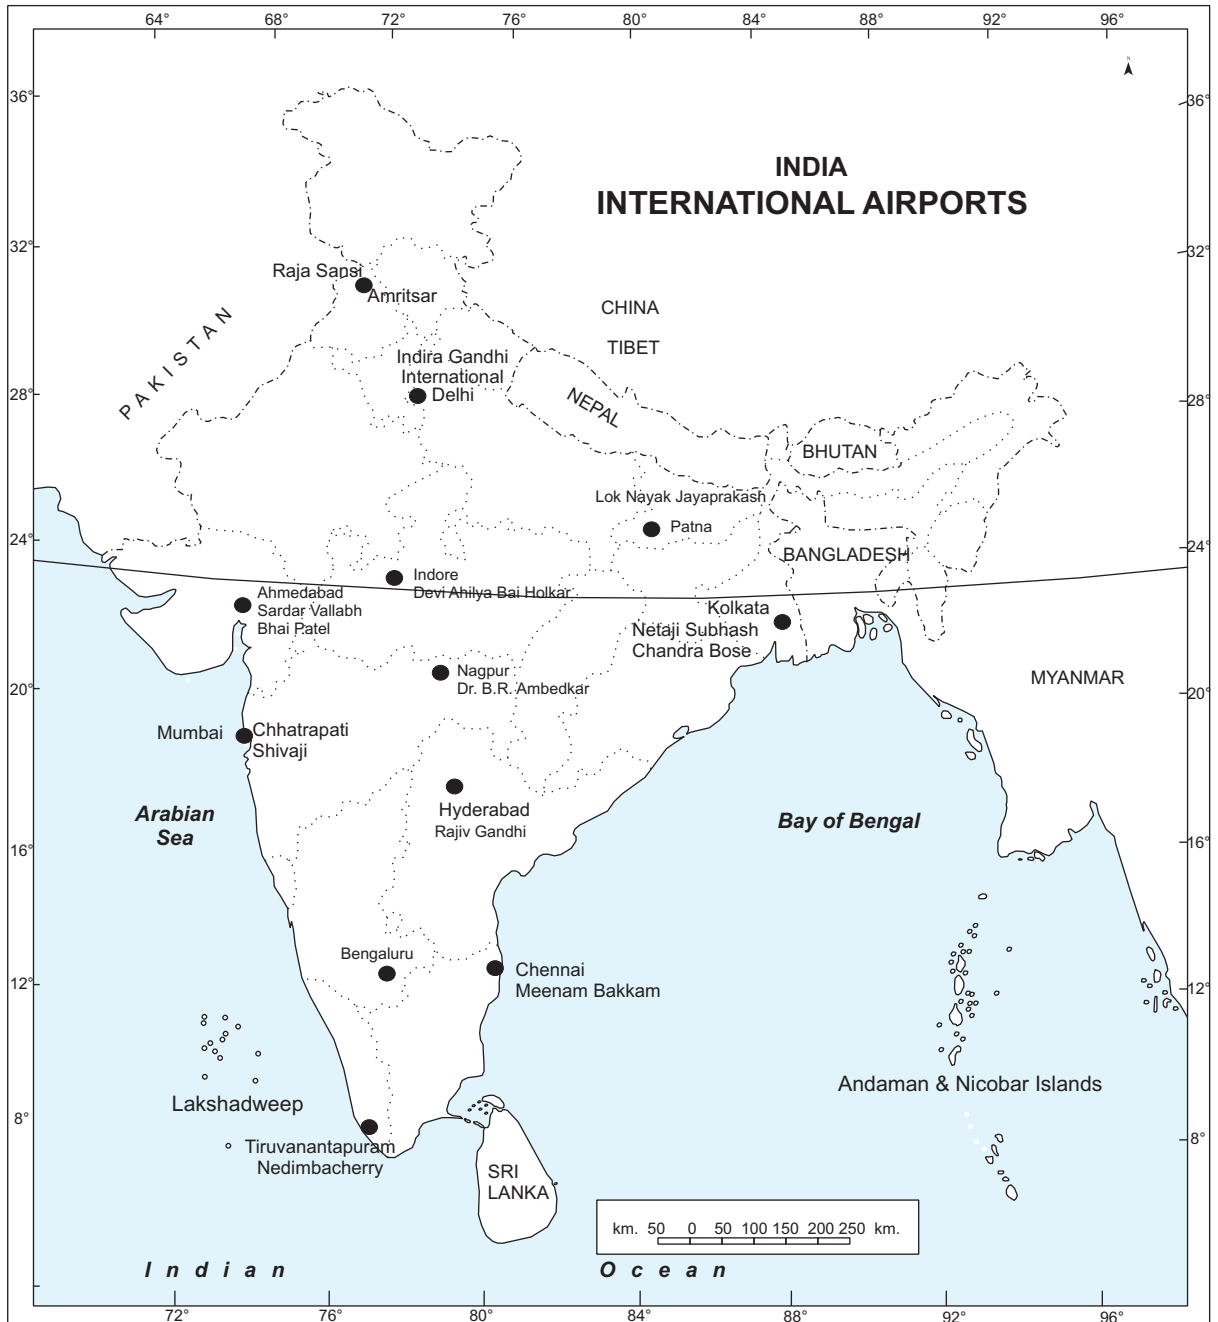 64° 68° 72° 76° 80° 88° 92° 96°
N
36° 36°
INDIA
INTERNATIONAL AIRPORTS
32° 32°
Raja Sansi
Amritsar
CHINA
TIBET
PAKISTAN
Indira Gandhi
International
Delhi
28° 28°
NEPAL
BHUTAN
Lok Nayak Jayaprakash
Patna
24° 24°
BANGLADESH
Indore
Devi Ahilya Bai Holkar
Ahmedabad
Sardar Vallabh
Bhai Patel
Kolkata
Netaji Subhash
Chandra Bose
Nagpur
Dr. B.R. Ambedkar
MYANMAR
20° 20°
Mumbai
Chhatrapati
Shivaji
Hyderabad
Rajiv Gandhi
Arabian
Sea
Bay of Bengal
16° 16°
Bengaluru
Chennai
Meenam Bakkam
12° 12°
Lakshadweep
Andaman & Nicobar Islands
8° 8°
Tiruvanantapuram
Nedimbacherry
SRI
LANKA
km. 50 0 50 100 150 200 250 km.
Indian Ocean
72° 76° 80° 84° 88° 92° 96°